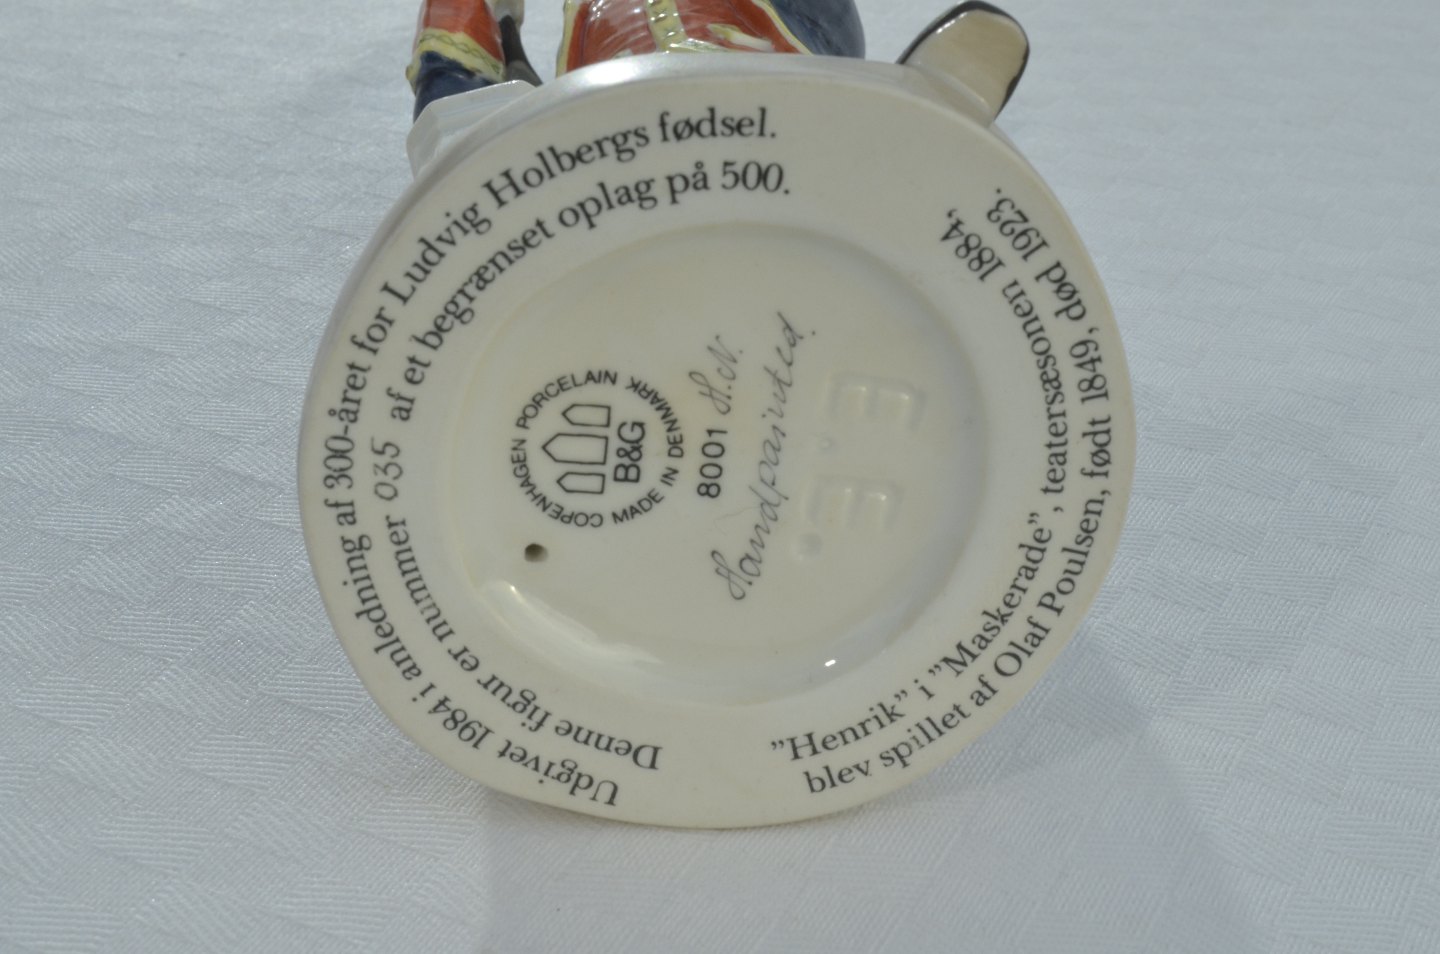 Udgivet 1984 i anledning af 300-året for Ludvig Holbergs fødsel.
Denne figur er nummer 035 af et begrænset oplag på 500.
"Henrik" i "Maskerade", teatersæsonen 1884,
blev spillet af Olaf Poulsen, født 1849, død 1923.
COPENHAGEN PORCELAIN
B&G
MADE IN DENMARK
8001 H.N.
Handpainted.